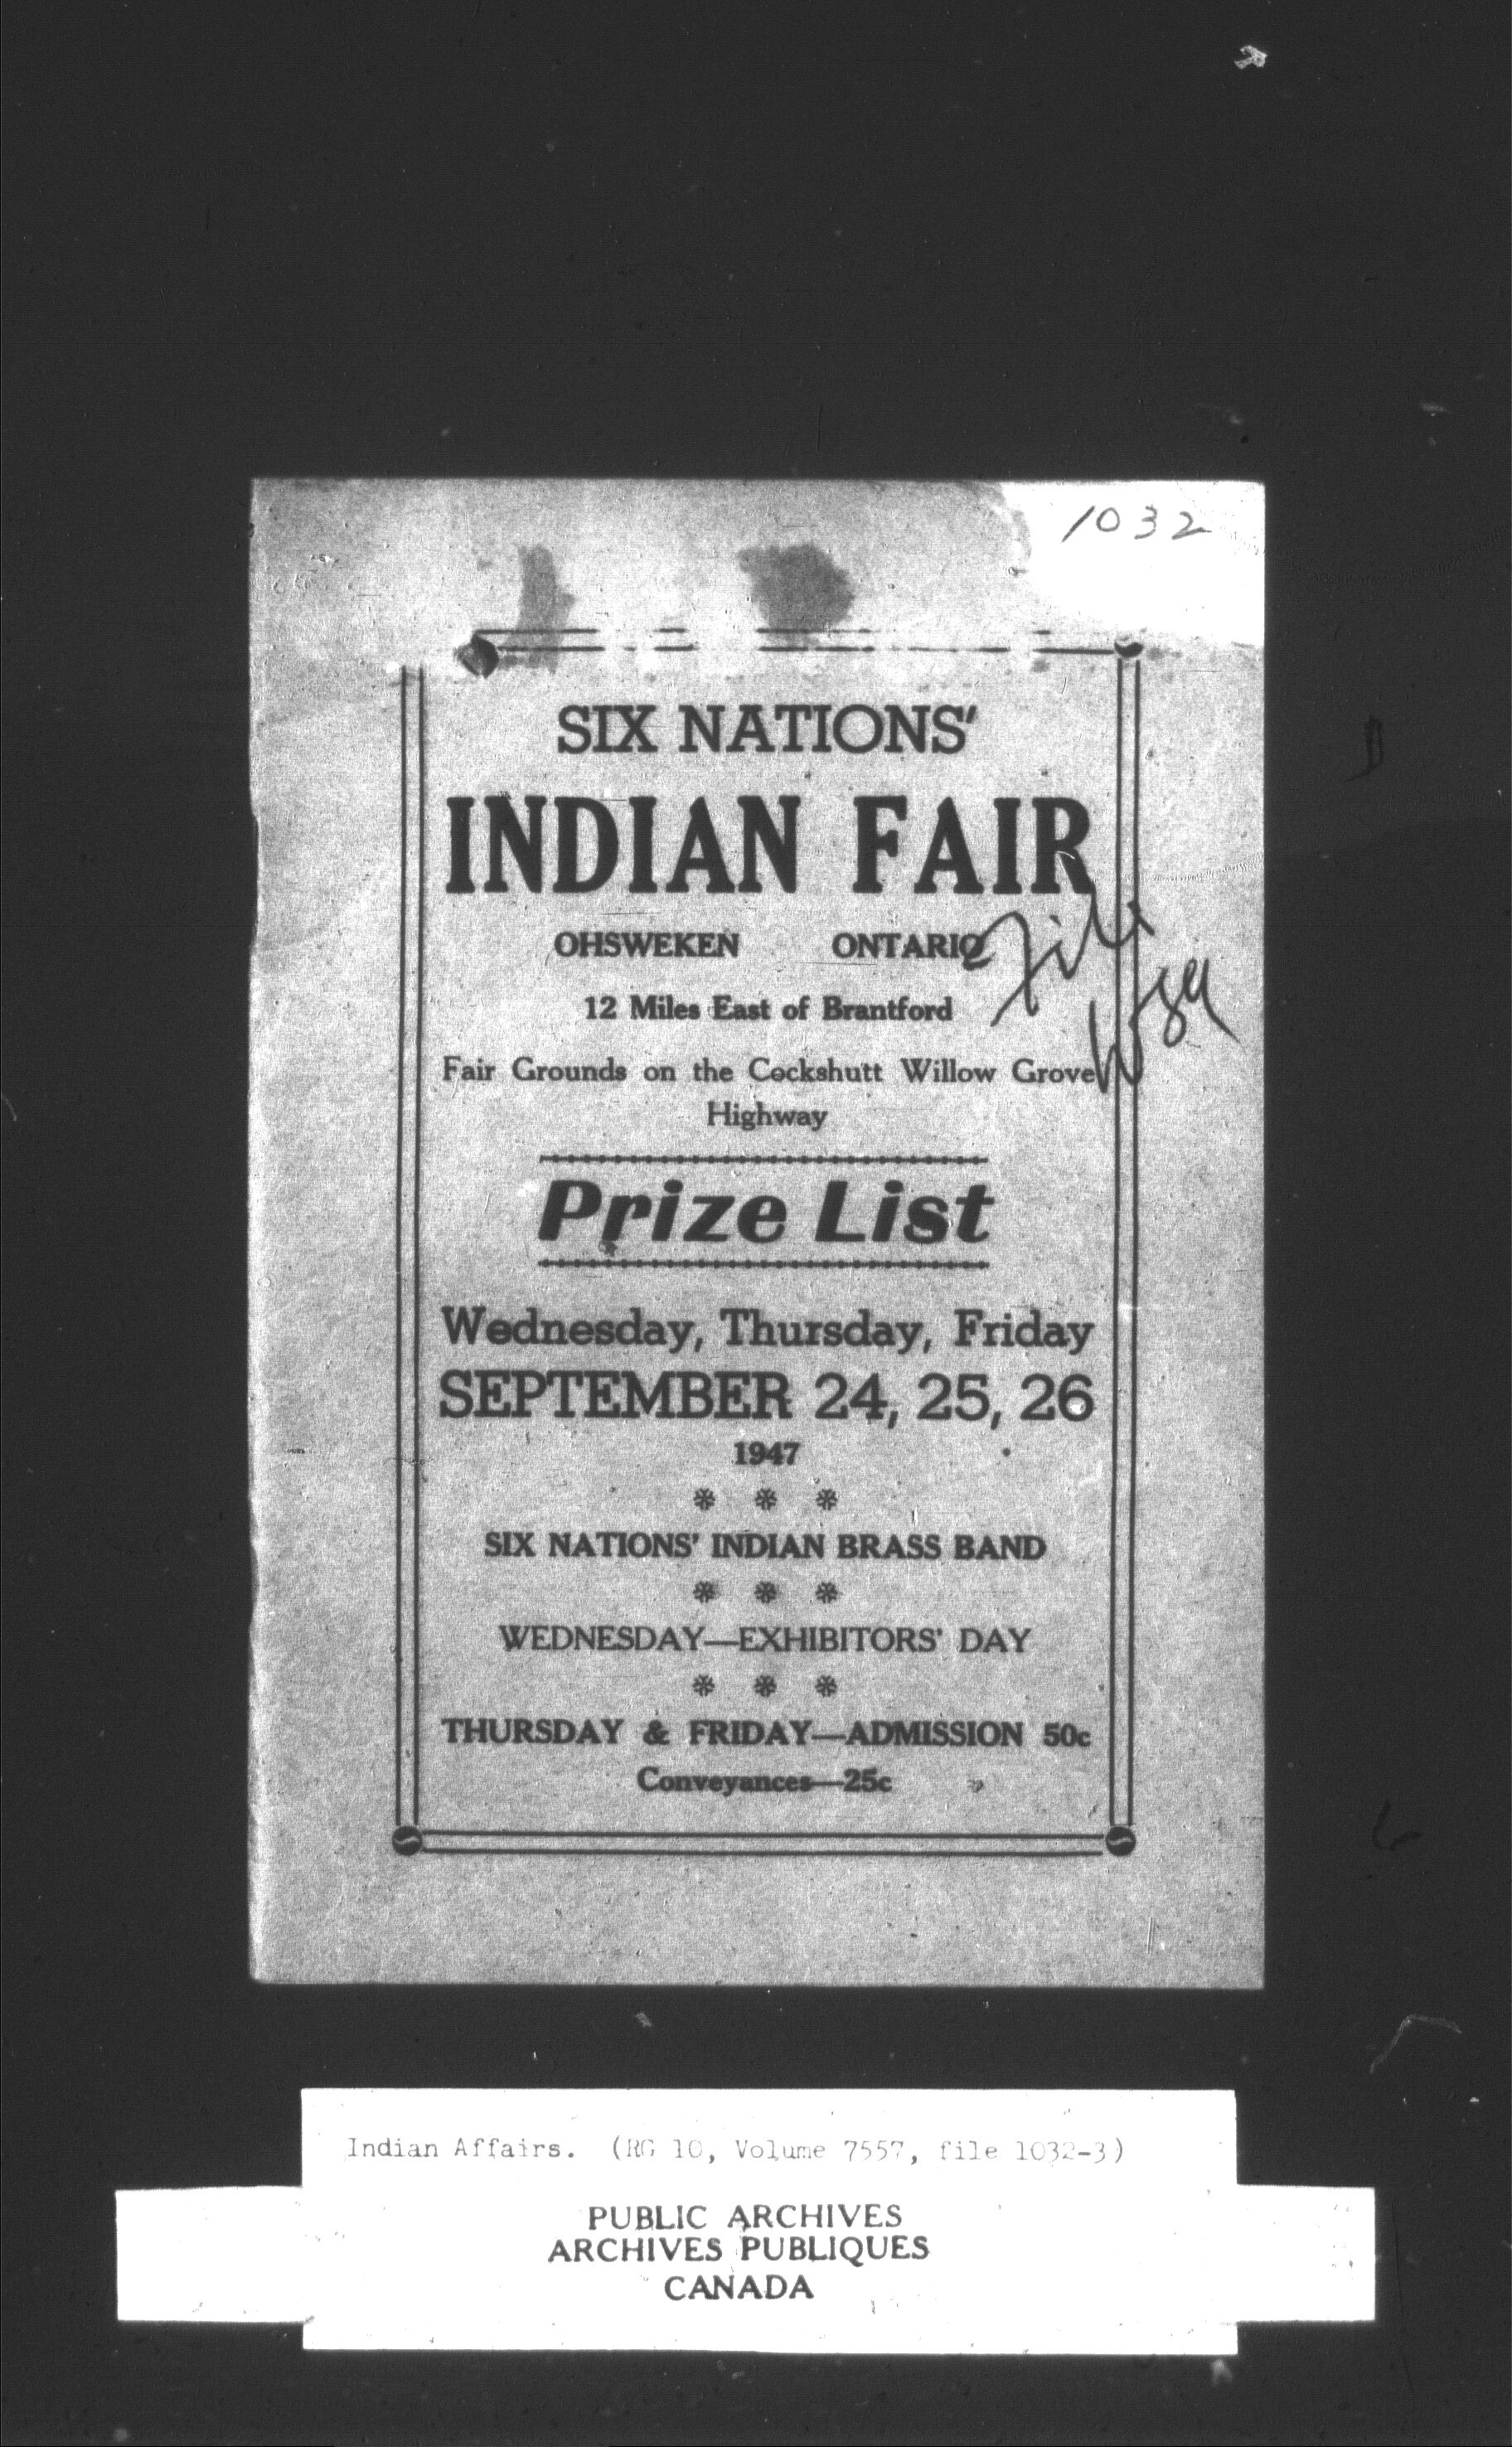 1032
SIX NATIONS'
INDIAN FAIR
OHSWEKEN ONTARIO
File
12 Miles East of Brantford
Fair Grounds on the Cockshutt Willow Grove
Highway
Prize List
Wednesday, Thursday, Friday
SEPTEMBER 24, 25, 26
1947
* * *
SIX NATIONS' INDIAN BRASS BAND
* * *
WEDNESDAY—EXHIBITORS' DAY
* * *
THURSDAY & FRIDAY—ADMISSION 50c
Conveyances—25c
Indian Affairs. (RG 10, Volume 7557, file 1032-3)
PUBLIC ARCHIVES
ARCHIVES PUBLIQUES
CANADA